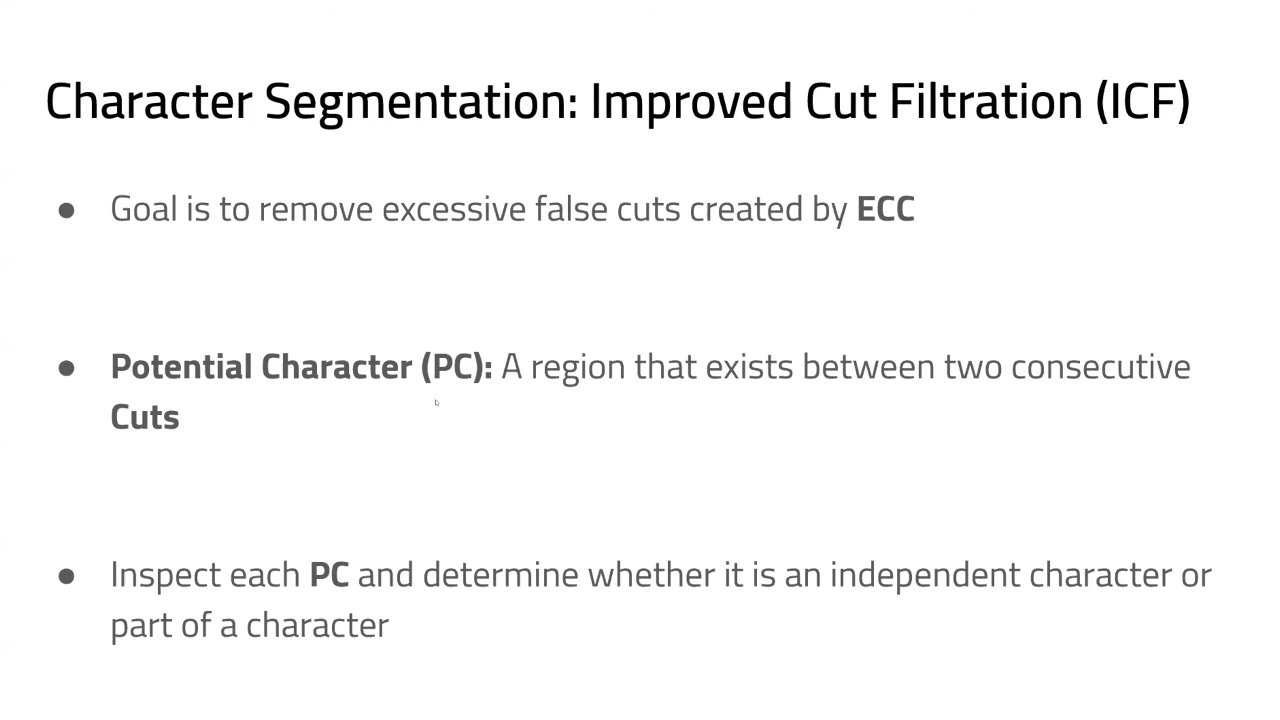 Character Segmentation: Improved Cut Filtration (ICF)
● Goal is to remove excessive false cuts created by ECC
● Potential Character (PC): A region that exists between two consecutive
Cuts
● Inspect each PC and determine whether it is an independent character or
part of a character